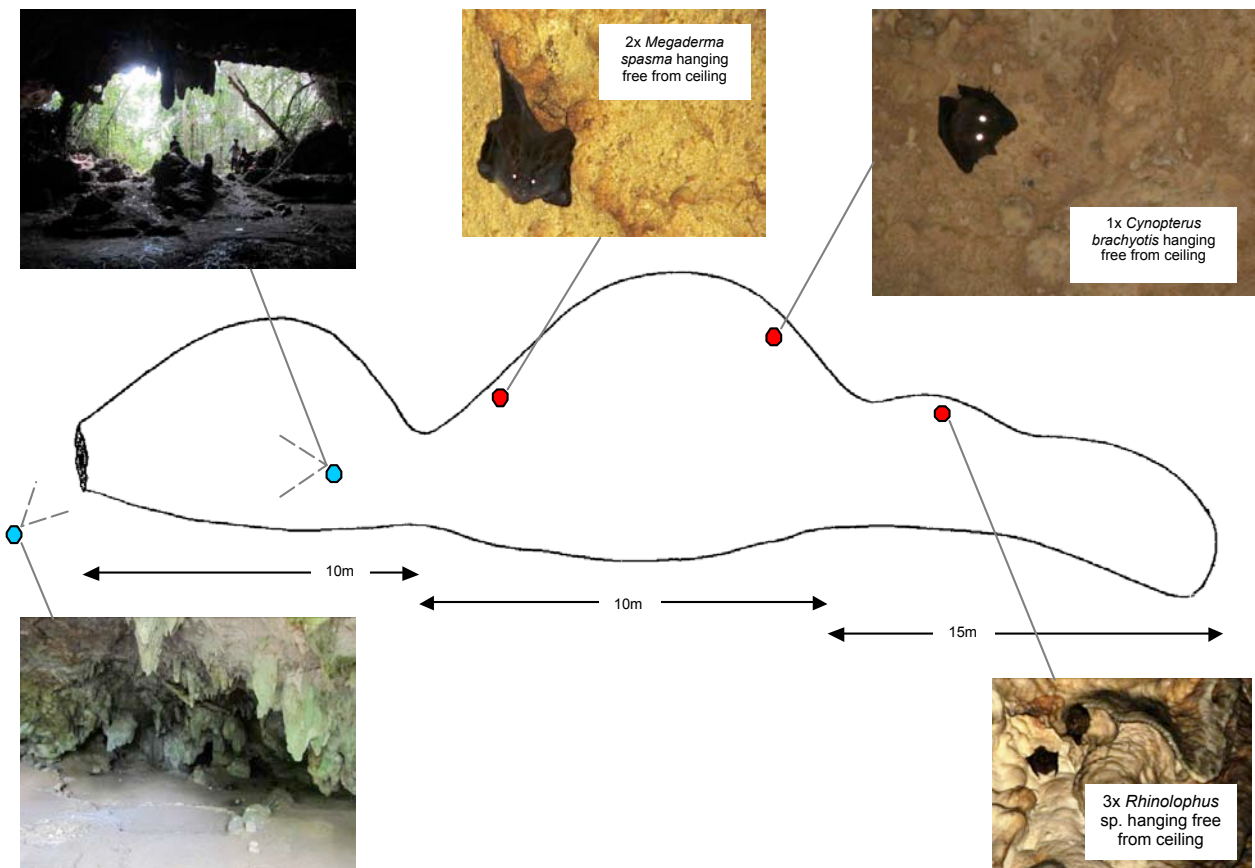 2x Megaderma
spasma hanging
free from ceiling
1x Cynopterus
brachyotis hanging
free from ceiling
10m
10m
15m
3x Rhinolophus
sp. hanging free
from ceiling